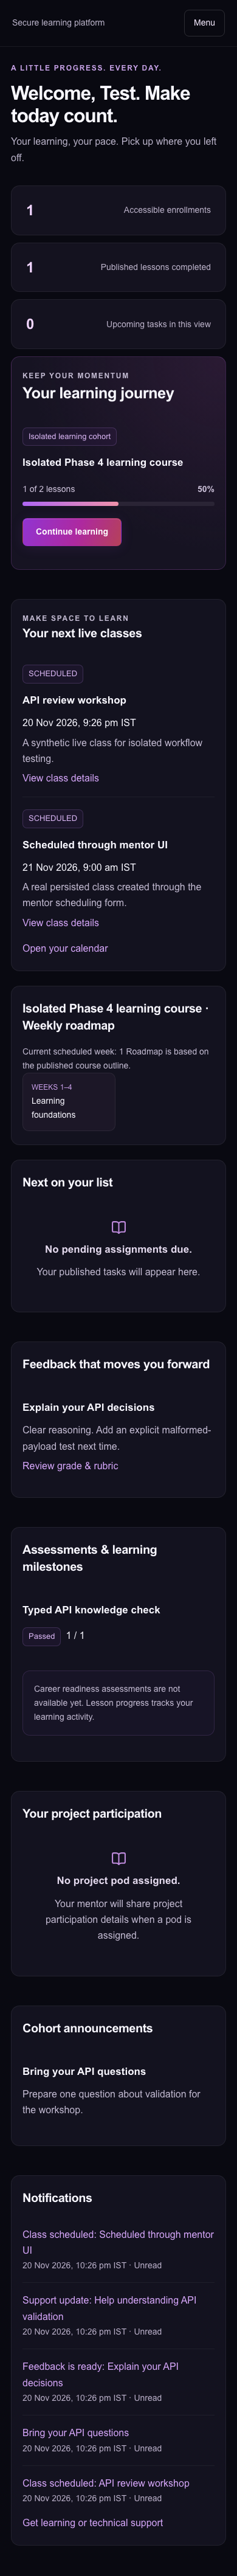 Secure learning platform
Menu
A LITTLE PROGRESS. EVERY DAY.
Welcome, Test. Make
today count.
Your learning, your pace. Pick up where you left
off.
1
Accessible enrollments
1
Published lessons completed
0
Upcoming tasks in this view
KEEP YOUR MOMENTUM
Your learning journey
Isolated learning cohort
Isolated Phase 4 learning course
1 of 2 lessons
50%
Continue learning
MAKE SPACE TO LEARN
Your next live classes
SCHEDULED
API review workshop
20 Nov 2026, 9:26 pm IST
A synthetic live class for isolated workflow
testing.
View class details
SCHEDULED
Scheduled through mentor UI
21 Nov 2026, 9:00 am IST
A real persisted class created through the
mentor scheduling form.
View class details
Open your calendar
Isolated Phase 4 learning course ·
Weekly roadmap
Current scheduled week: 1 Roadmap is based on
the published course outline.
WEEKS 1–4
Learning
foundations
Next on your list
No pending assignments due.
Your published tasks will appear here.
Feedback that moves you forward
Explain your API decisions
Clear reasoning. Add an explicit malformed-
payload test next time.
Review grade & rubric
Assessments & learning
milestones
Typed API knowledge check
Passed
1 / 1
Career readiness assessments are not
available yet. Lesson progress tracks your
learning activity.
Your project participation
No project pod assigned.
Your mentor will share project
participation details when a pod is
assigned.
Cohort announcements
Bring your API questions
Prepare one question about validation for
the workshop.
Notifications
Class scheduled: Scheduled through mentor
UI
20 Nov 2026, 10:26 pm IST · Unread
Support update: Help understanding API
validation
20 Nov 2026, 10:26 pm IST · Unread
Feedback is ready: Explain your API
decisions
20 Nov 2026, 10:26 pm IST · Unread
Bring your API questions
20 Nov 2026, 10:26 pm IST · Unread
Class scheduled: API review workshop
20 Nov 2026, 10:26 pm IST · Unread
Get learning or technical support